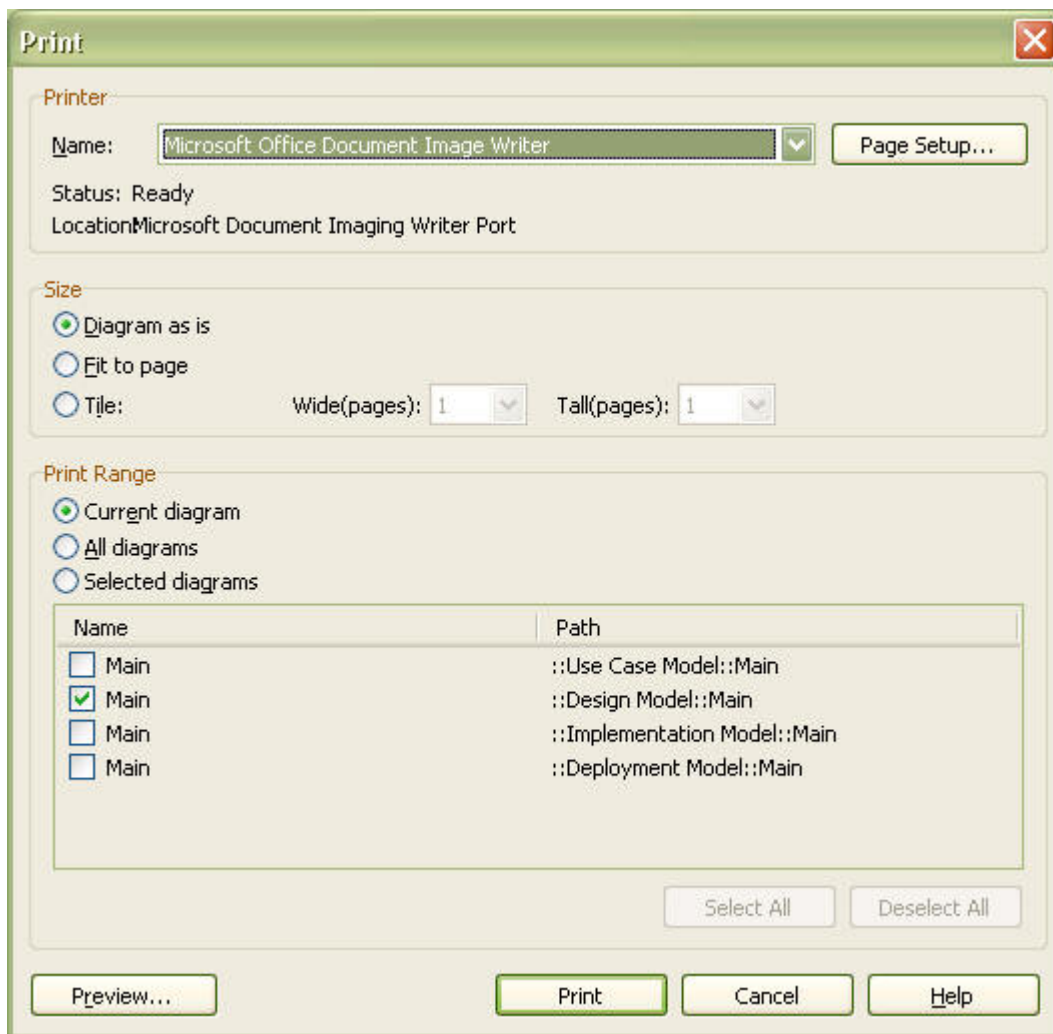 Print
Printer
Name: Microsoft Office Document Image Writer Page Setup...
Status: Ready
Location:Microsoft Document Imaging Writer Port
Size
Diagram as is
Fit to page
Tile: Wide(pages): 1 Tall(pages): 1
Print Range
Current diagram
All diagrams
Selected diagrams
Name Path
Main ::Use Case Model::Main
Main ::Design Model::Main
Main ::Implementation Model::Main
Main ::Deployment Model::Main
Select All Deselect All
Preview... Print Cancel Help